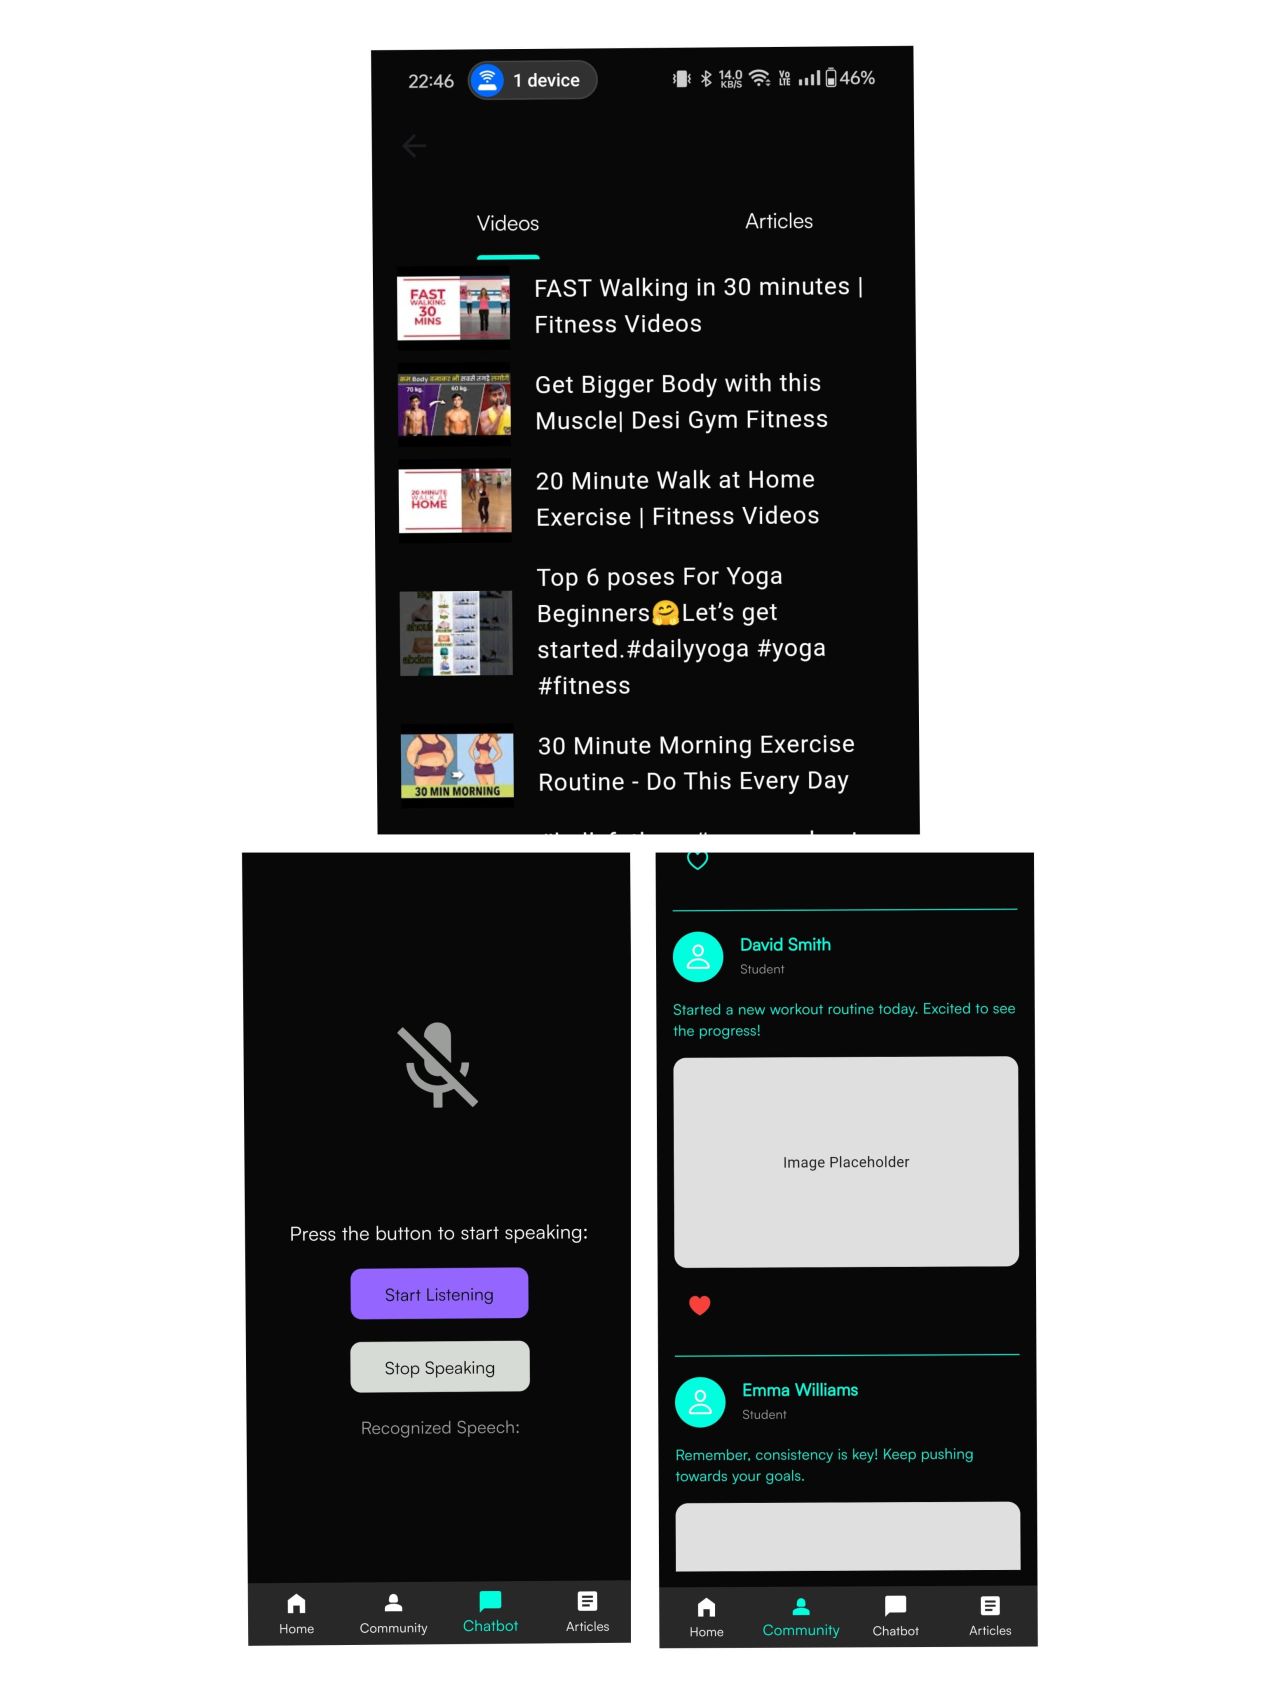 22:46 1 device 14.0 KB/S Vo LTE 46%
Videos Articles
FAST Walking in 30 minutes |
Fitness Videos
FAST
WALKING
30
MINS
Get Bigger Body with this
Muscle| Desi Gym Fitness
70 kg. 60 kg.
20 Minute Walk at Home
Exercise | Fitness Videos
20 MINUTE
WALK AT
HOME
Top 6 poses For Yoga
Beginners🤗Let’s get
started.#dailyyoga #yoga
#fitness
30 Minute Morning Exercise
Routine - Do This Every Day
30 MIN MORNING
Press the button to start speaking:
Start Listening
Stop Speaking
Recognized Speech:
Home Community Chatbot Articles
David Smith
Student
Started a new workout routine today. Excited to see
the progress!
Image Placeholder
Emma Williams
Student
Remember, consistency is key! Keep pushing
towards your goals.
Home Community Chatbot Articles